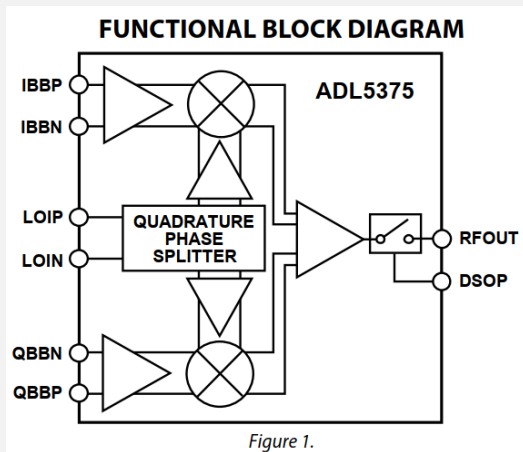 FUNCTIONAL BLOCK DIAGRAM
ADL5375
IBBP
IBBN
LOIP
LOIN
QUADRATURE
PHASE
SPLITTER
RFOUT
DSOP
QBBN
QBBP
Figure 1.